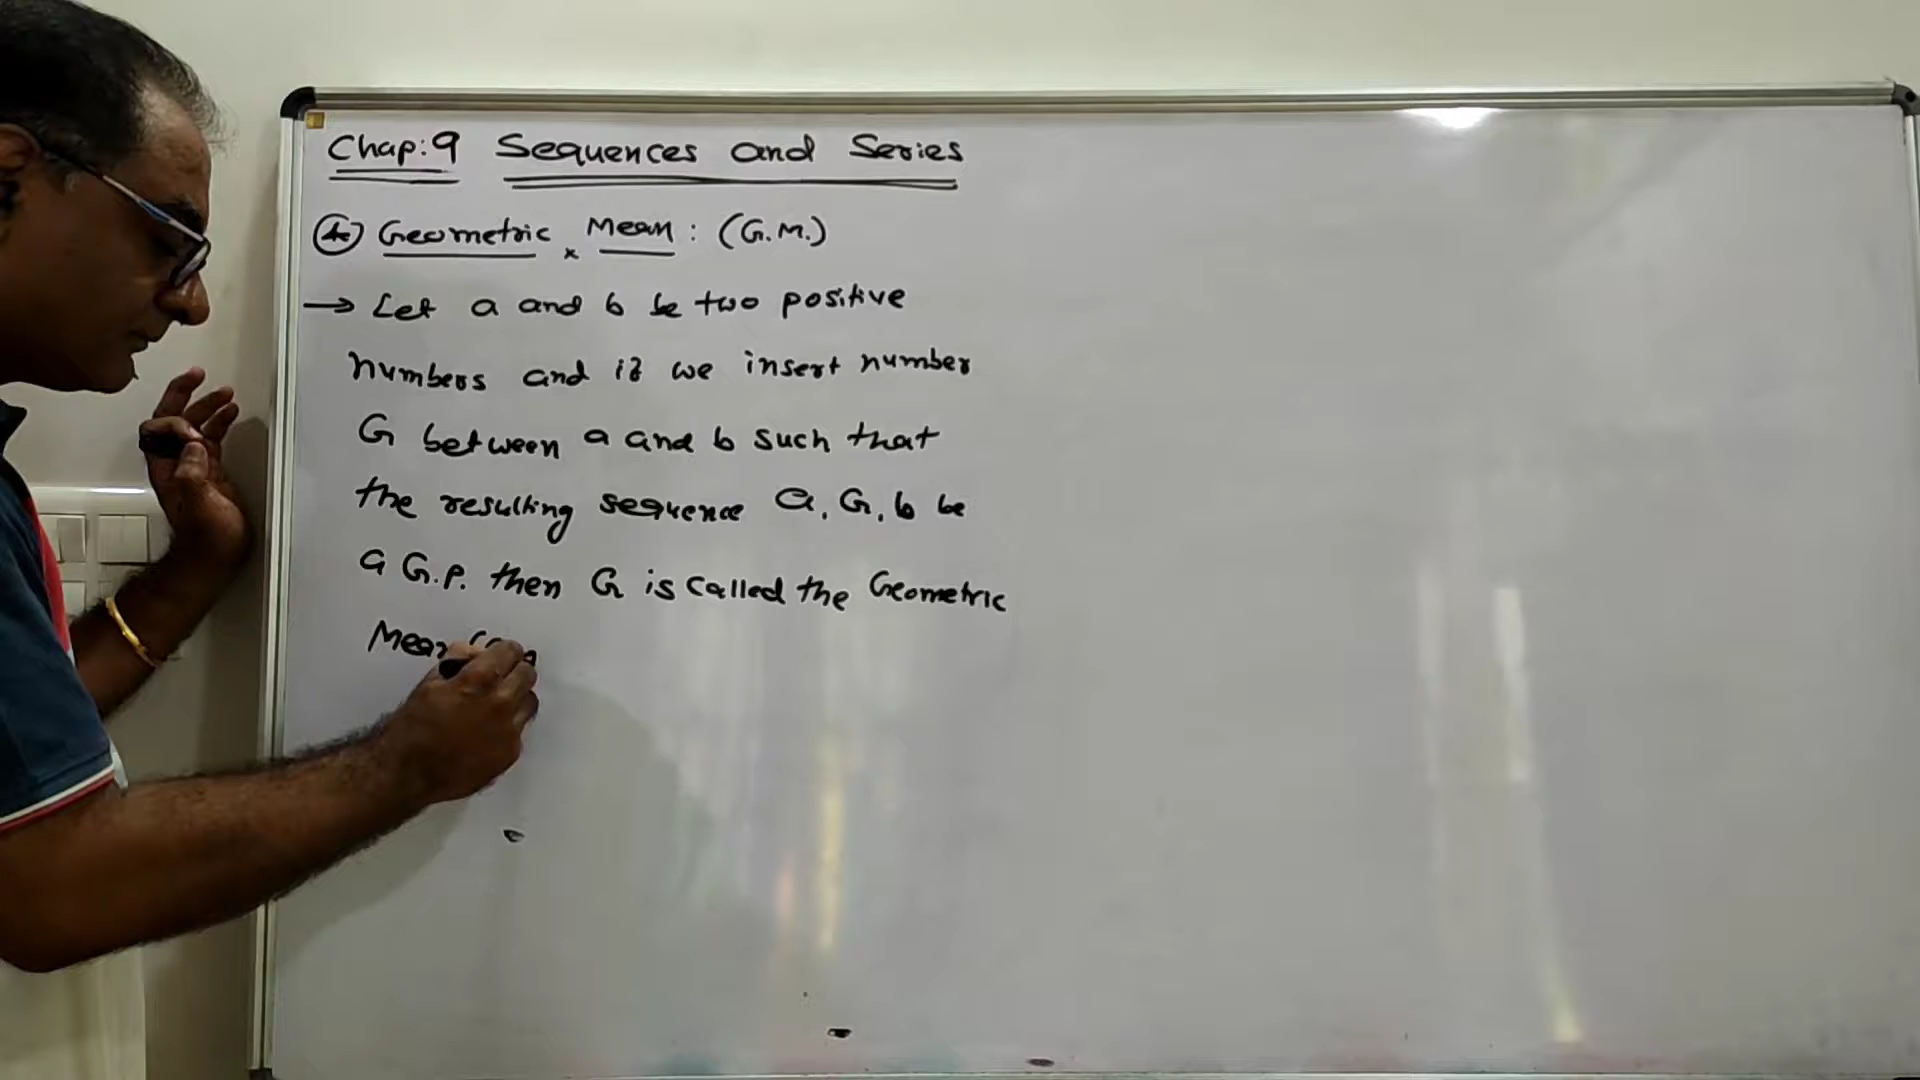 Chap:9 Sequences and Series
Geometric Mean : (G.M.)
→ Let a and b be two positive
numbers and if we insert number
G between a and b such that
the resulting sequence a, G, b be
a G.P. then G is called the Geometric
Mean